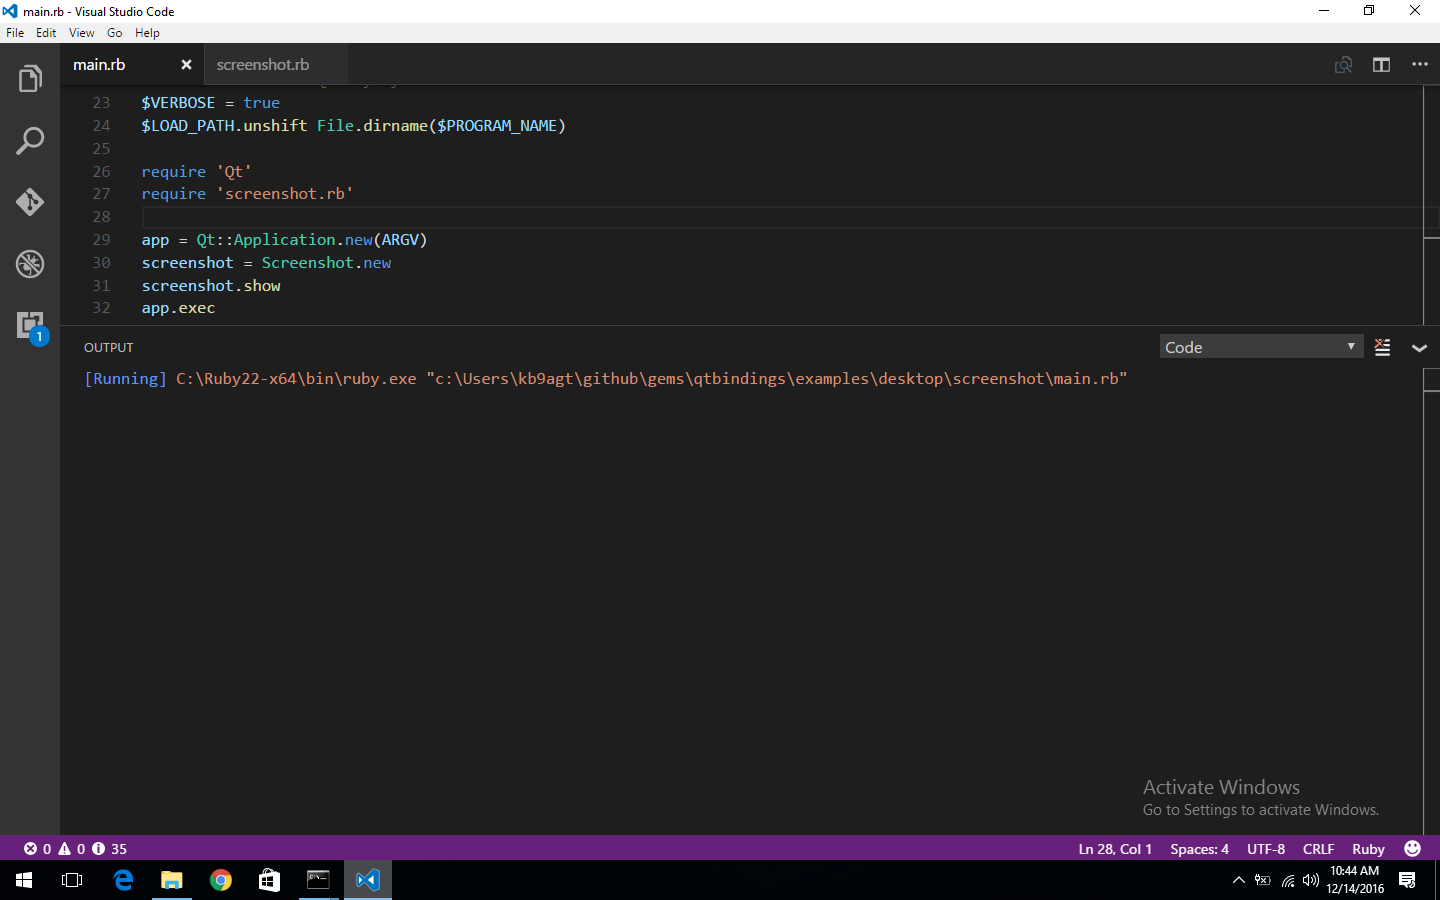 main.rb - Visual Studio Code
File Edit View Go Help
main.rb screenshot.rb
23 $VERBOSE = true
24 $LOAD_PATH.unshift File.dirname($PROGRAM_NAME)
25
26 require 'Qt'
27 require 'screenshot.rb'
28
29 app = Qt::Application.new(ARGV)
30 screenshot = Screenshot.new
31 screenshot.show
32 app.exec
1
OUTPUT
Code
[Running] C:\Ruby22-x64\bin\ruby.exe "c:\Users\kb9agt\github\gems\qtbindings\examples\desktop\screenshot\main.rb"
Activate Windows
Go to Settings to activate Windows.
0 0 35
Ln 28, Col 1 Spaces: 4 UTF-8 CRLF Ruby
10:44 AM
12/14/2016